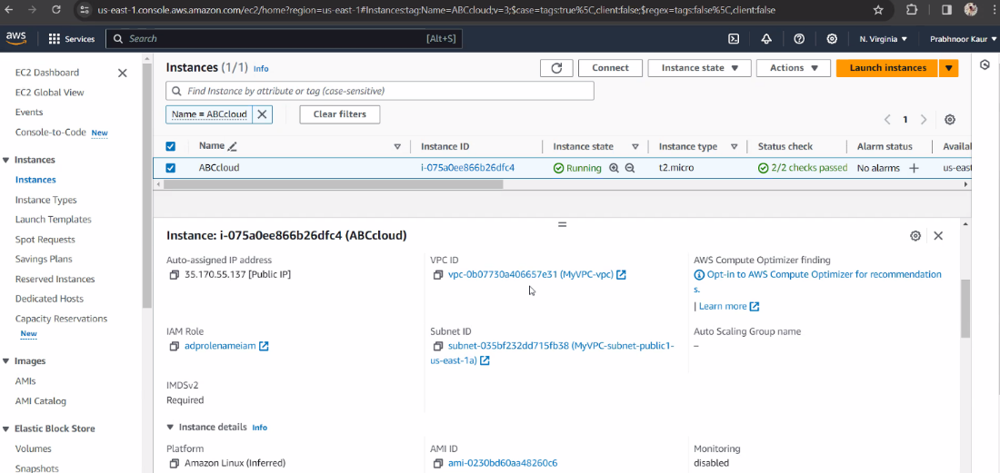 us-east-1.console.aws.amazon.com/ec2/home?region=us-east-1#Instances:tag:Name=ABCcloud;v=3;$case=tags:true%5C,client:false;$regex=tags:false%5C,client:false
aws Services Search [Alt+S] N. Virginia Prabhnoor Kaur
EC2 Dashboard
EC2 Global View
Events
Console-to-Code New
Instances
Instances
Instance Types
Launch Templates
Spot Requests
Savings Plans
Reserved Instances
Dedicated Hosts
Capacity Reservations
New
Images
AMIs
AMI Catalog
Elastic Block Store
Volumes
Snapshots
Instances (1/1) Info
Connect Instance state Actions Launch instances
Find Instance by attribute or tag (case-sensitive)
Name = ABCcloud Clear filters
1
Name Instance ID Instance state Instance type Status check Alarm status Availal
ABCcloud i-075a0ee866b26dfc4 Running t2.micro 2/2 checks passed No alarms us-east
Instance: i-075a0ee866b26dfc4 (ABCcloud)
Auto-assigned IP address
35.170.55.137 [Public IP]
VPC ID
vpc-0b07730a406657e31 (MyVPC-vpc)
AWS Compute Optimizer finding
Opt-in to AWS Compute Optimizer for recommendation
s.
| Learn more
IAM Role
adprolenameiam
Subnet ID
subnet-035bf232dd715fb38 (MyVPC-subnet-public1-
us-east-1a)
Auto Scaling Group name
–
IMDSv2
Required
Instance details Info
Platform
Amazon Linux (Inferred)
AMI ID
ami-0230bd60aa48260c6
Monitoring
disabled